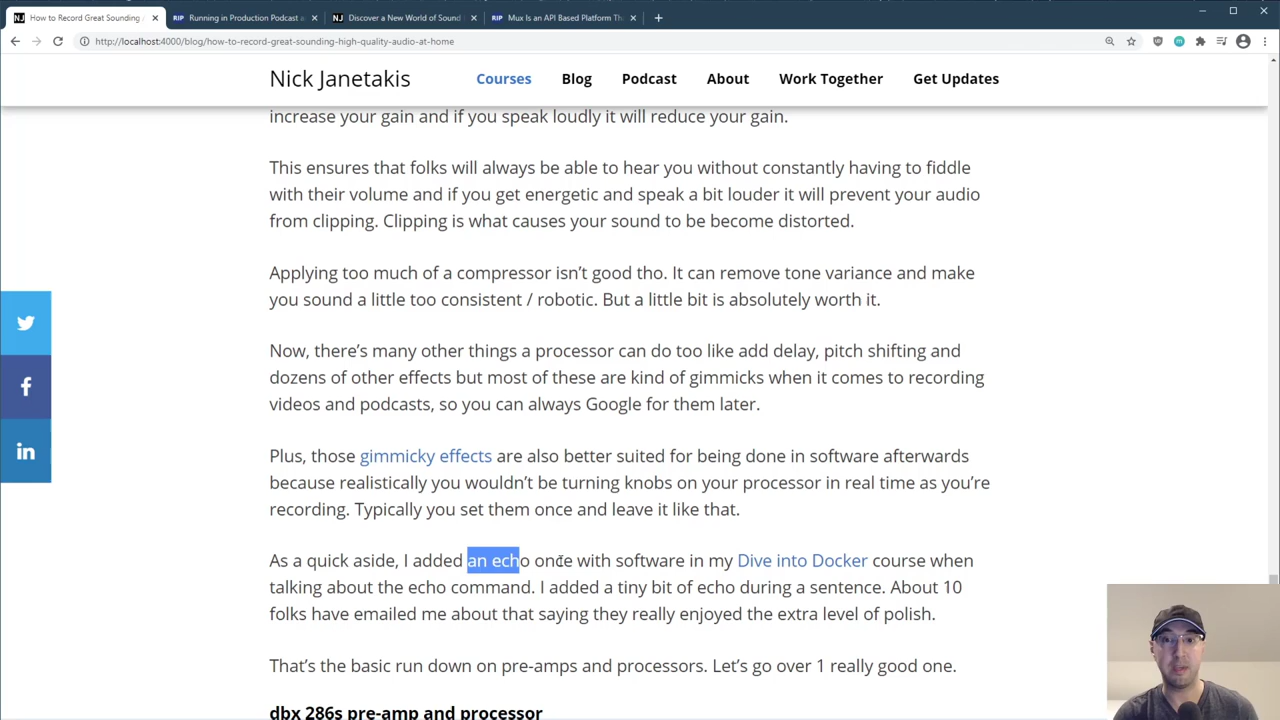 How to Record Great Sounding
Running in Production Podcast
Discover a New World of Sound
Mux Is an API Based Platform Th
http://localhost:4000/blog/how-to-record-great-sounding-high-quality-audio-at-home
Nick Janetakis
Courses
Blog
Podcast
About
Work Together
Get Updates
increase your gain and if you speak loudly it will reduce your gain.
This ensures that folks will always be able to hear you without constantly having to fiddle
with their volume and if you get energetic and speak a bit louder it will prevent your audio
from clipping. Clipping is what causes your sound to be become distorted.
Applying too much of a compressor isn't good tho. It can remove tone variance and make
you sound a little too consistent / robotic. But a little bit is absolutely worth it.
Now, there's many other things a processor can do too like add delay, pitch shifting and
dozens of other effects but most of these are kind of gimmicks when it comes to recording
videos and podcasts, so you can always Google for them later.
Plus, those gimmicky effects are also better suited for being done in software afterwards
because realistically you wouldn't be turning knobs on your processor in real time as you're
recording. Typically you set them once and leave it like that.
As a quick aside, I added an echo once with software in my Dive into Docker course when
talking about the echo command. I added a tiny bit of echo during a sentence. About 10
folks have emailed me about that saying they really enjoyed the extra level of polish.
That's the basic run down on pre-amps and processors. Let's go over 1 really good one.
dbx 286s pre-amp and processor